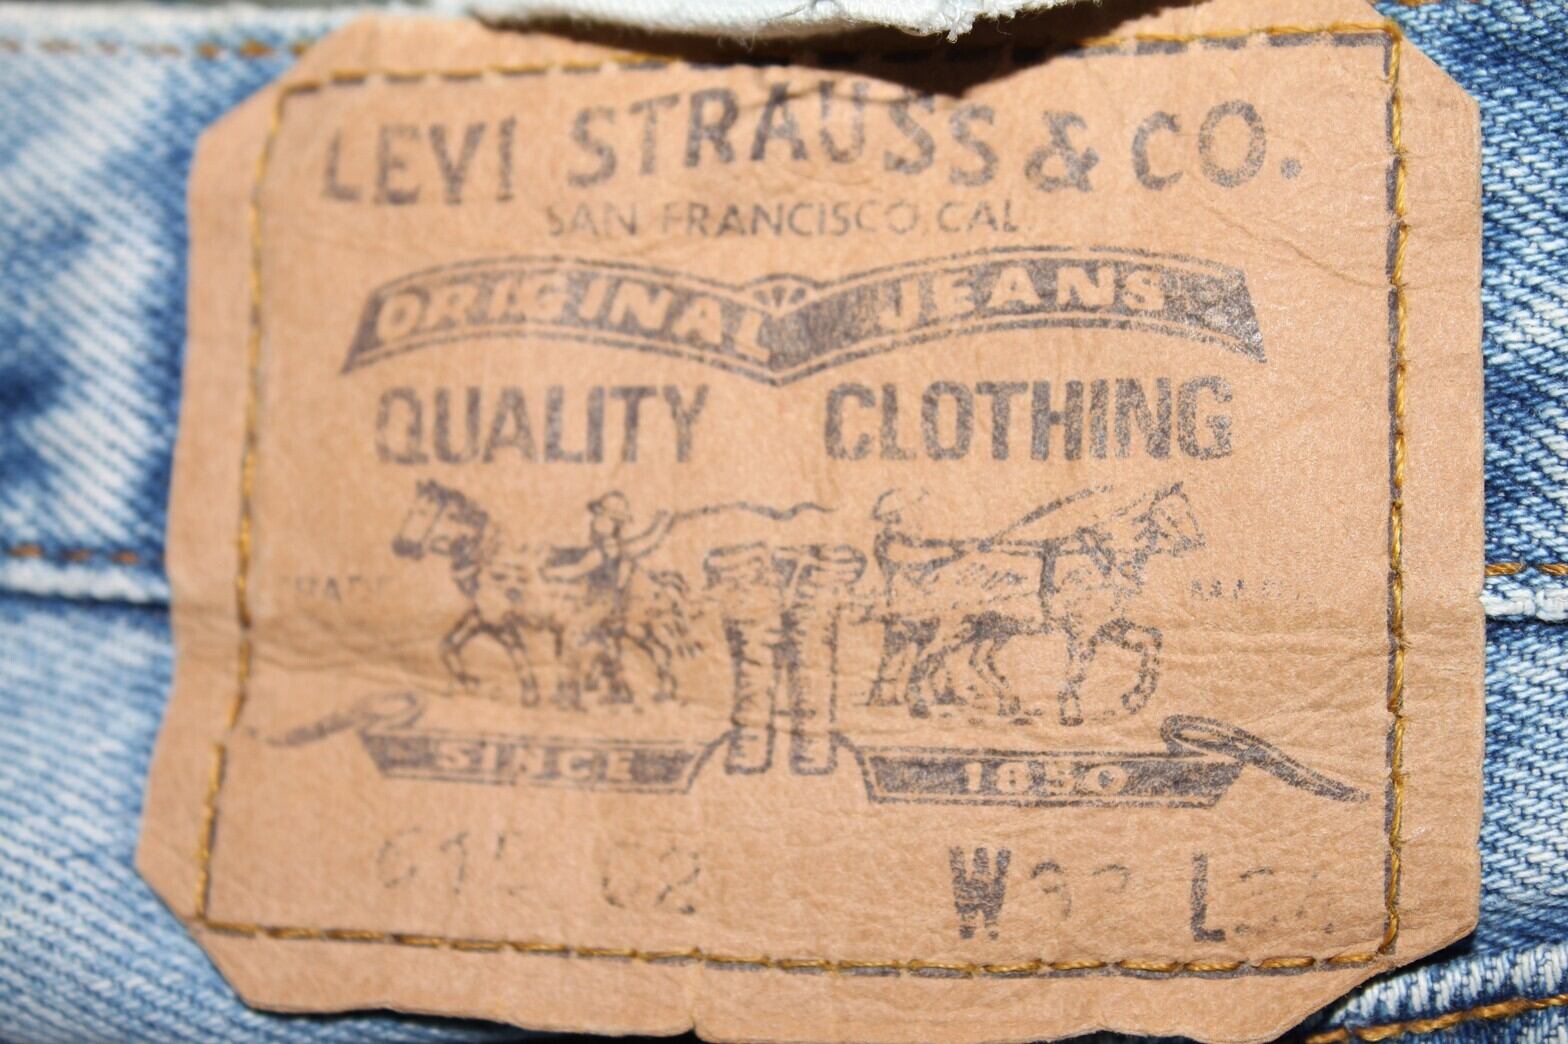 LEVI STRAUSS & CO.
SAN FRANCISCO, CAL.
ORIGINAL JEANS
QUALITY CLOTHING
SINCE 1850
W L